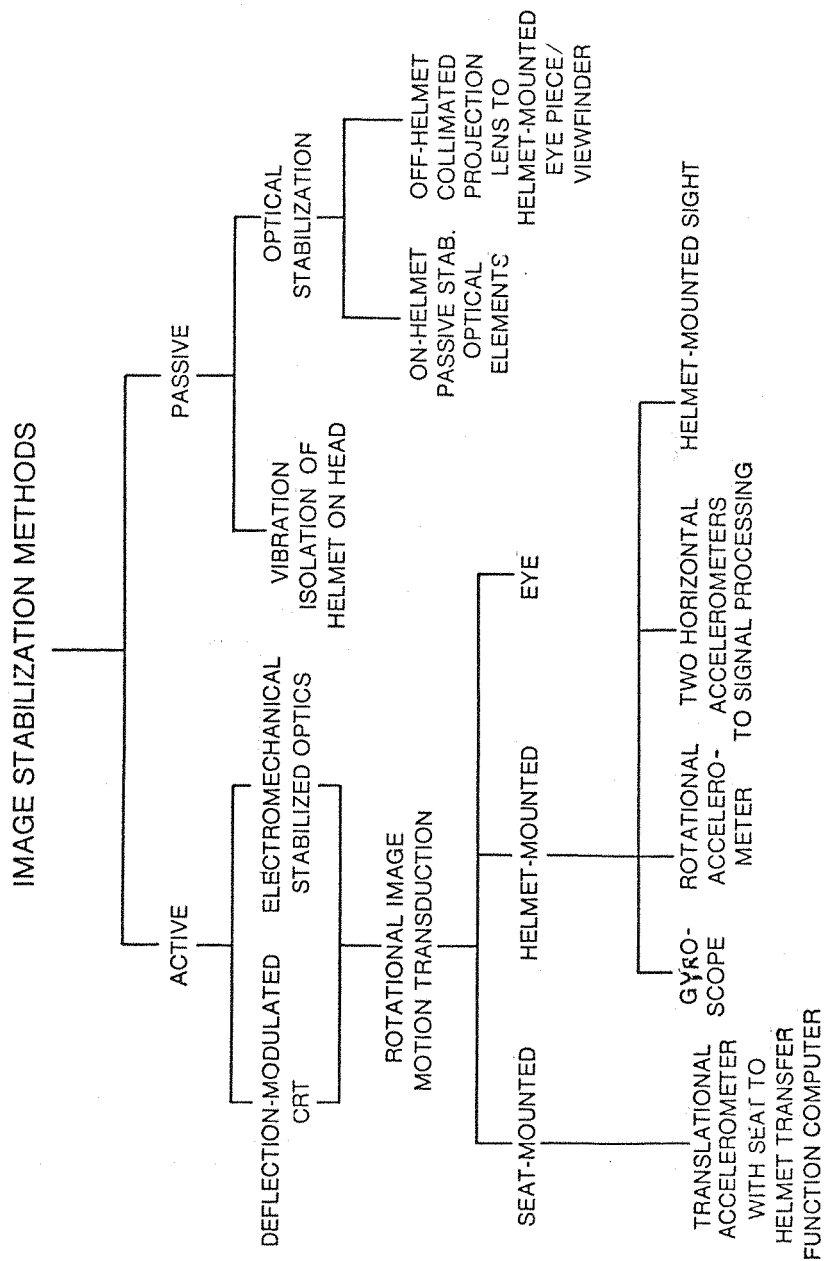 IMAGE STABILIZATION METHODS
ACTIVE
PASSIVE
DEFLECTION-MODULATED
CRT
ELECTROMECHANICAL
STABILIZED OPTICS
VIBRATION
ISOLATION OF
HELMET ON HEAD
OPTICAL
STABILIZATION
ROTATIONAL IMAGE
MOTION TRANSDUCTION
ON-HELMET
PASSIVE STAB.
OPTICAL
ELEMENTS
OFF-HELMET
COLLIMATED
PROJECTION
LENS TO
HELMET-MOUNTED
EYE PIECE/
VIEWFINDER
SEAT-MOUNTED
HELMET-MOUNTED
EYE
TRANSLATIONAL
ACCELEROMETER
WITH SEAT TO
HELMET TRANSFER
FUNCTION COMPUTER
GYRO-
SCOPE
ROTATIONAL
ACCELERO-
METER
TWO HORIZONTAL
ACCELEROMETERS
TO SIGNAL PROCESSING
HELMET-MOUNTED SIGHT